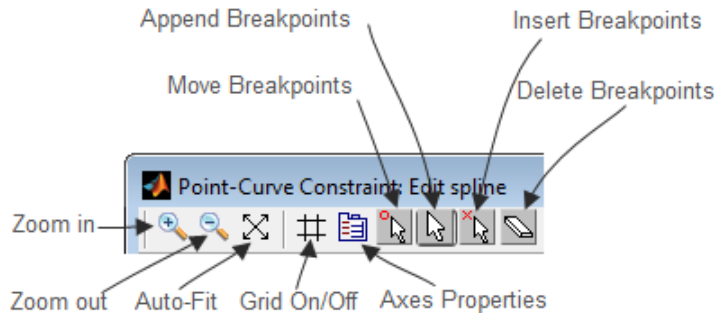 Append Breakpoints
Insert Breakpoints
Move Breakpoints
Delete Breakpoints
Point-Curve Constraint: Edit spline
Zoom in
Zoom out
Auto-Fit
Grid On/Off
Axes Properties